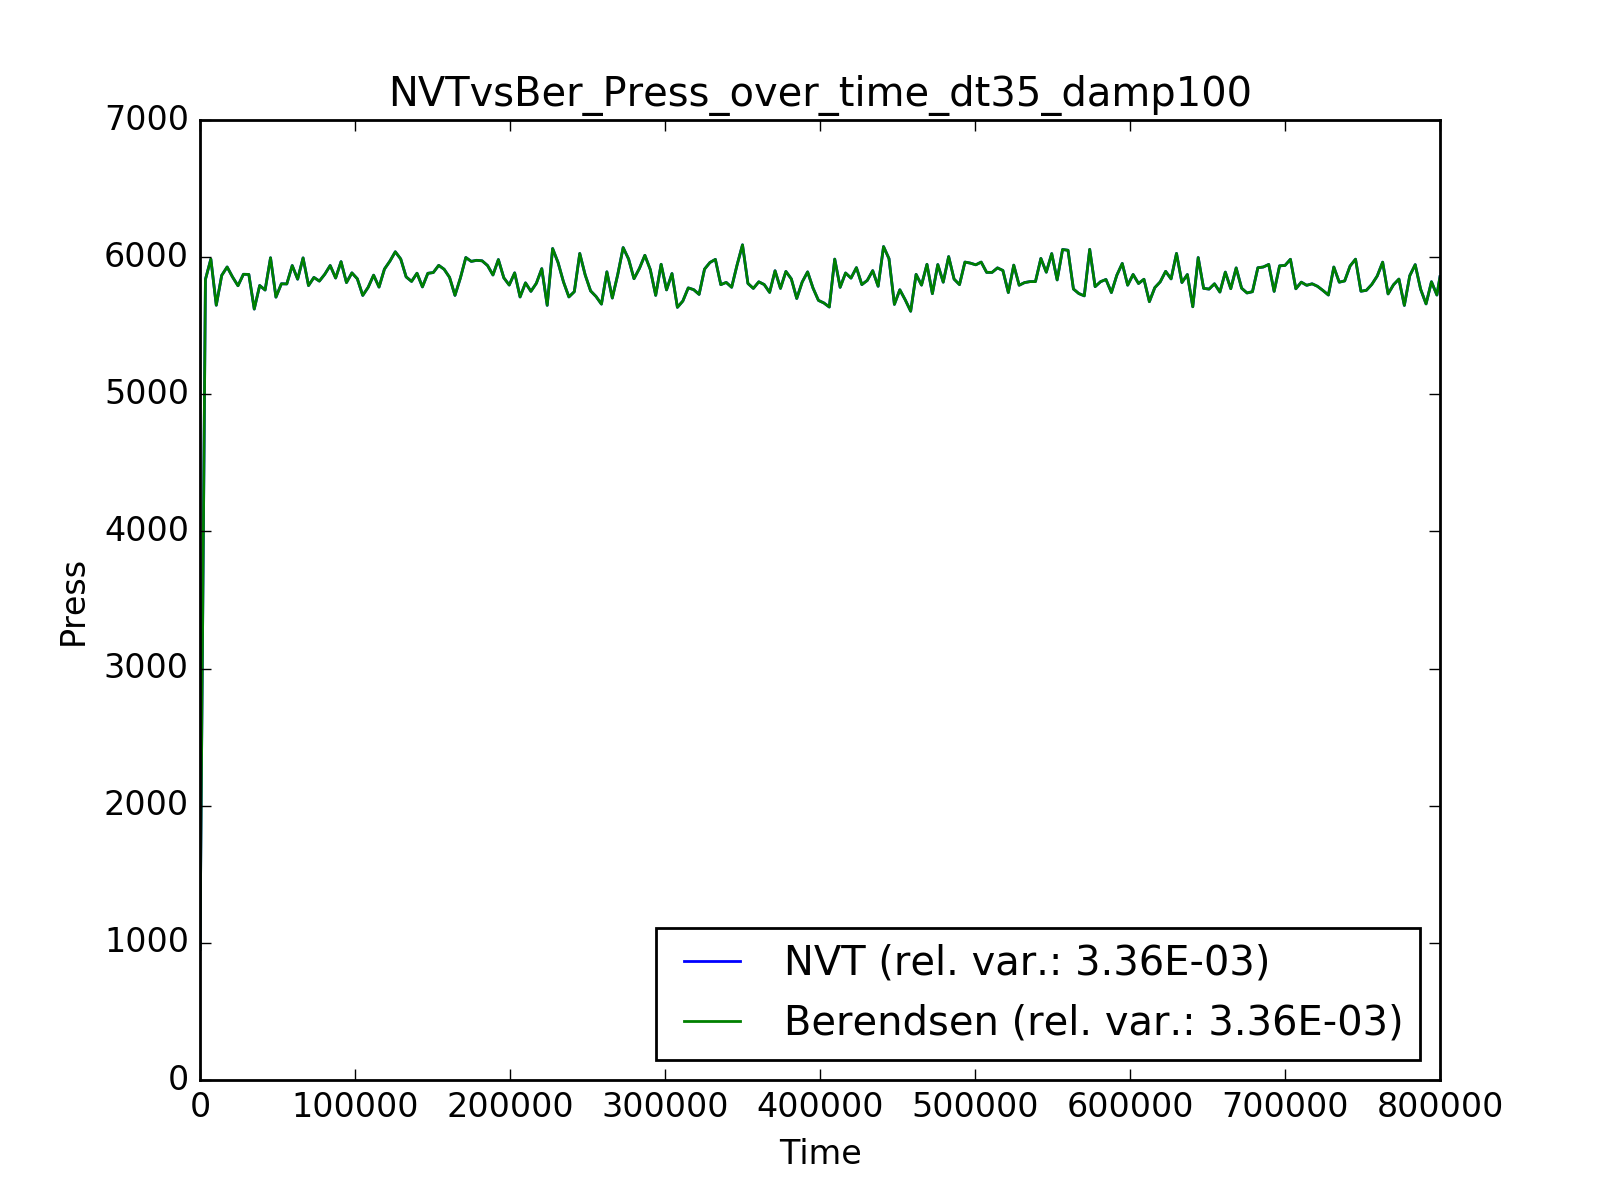 NVTvsBer_Press_over_time_dt35_damp100
7000
6000
5000
4000
3000
2000
1000
0
Press
NVT (rel. var.: 3.36E-03)
Berendsen (rel. var.: 3.36E-03)
0 100000 200000 300000 400000 500000 600000 700000 800000
Time